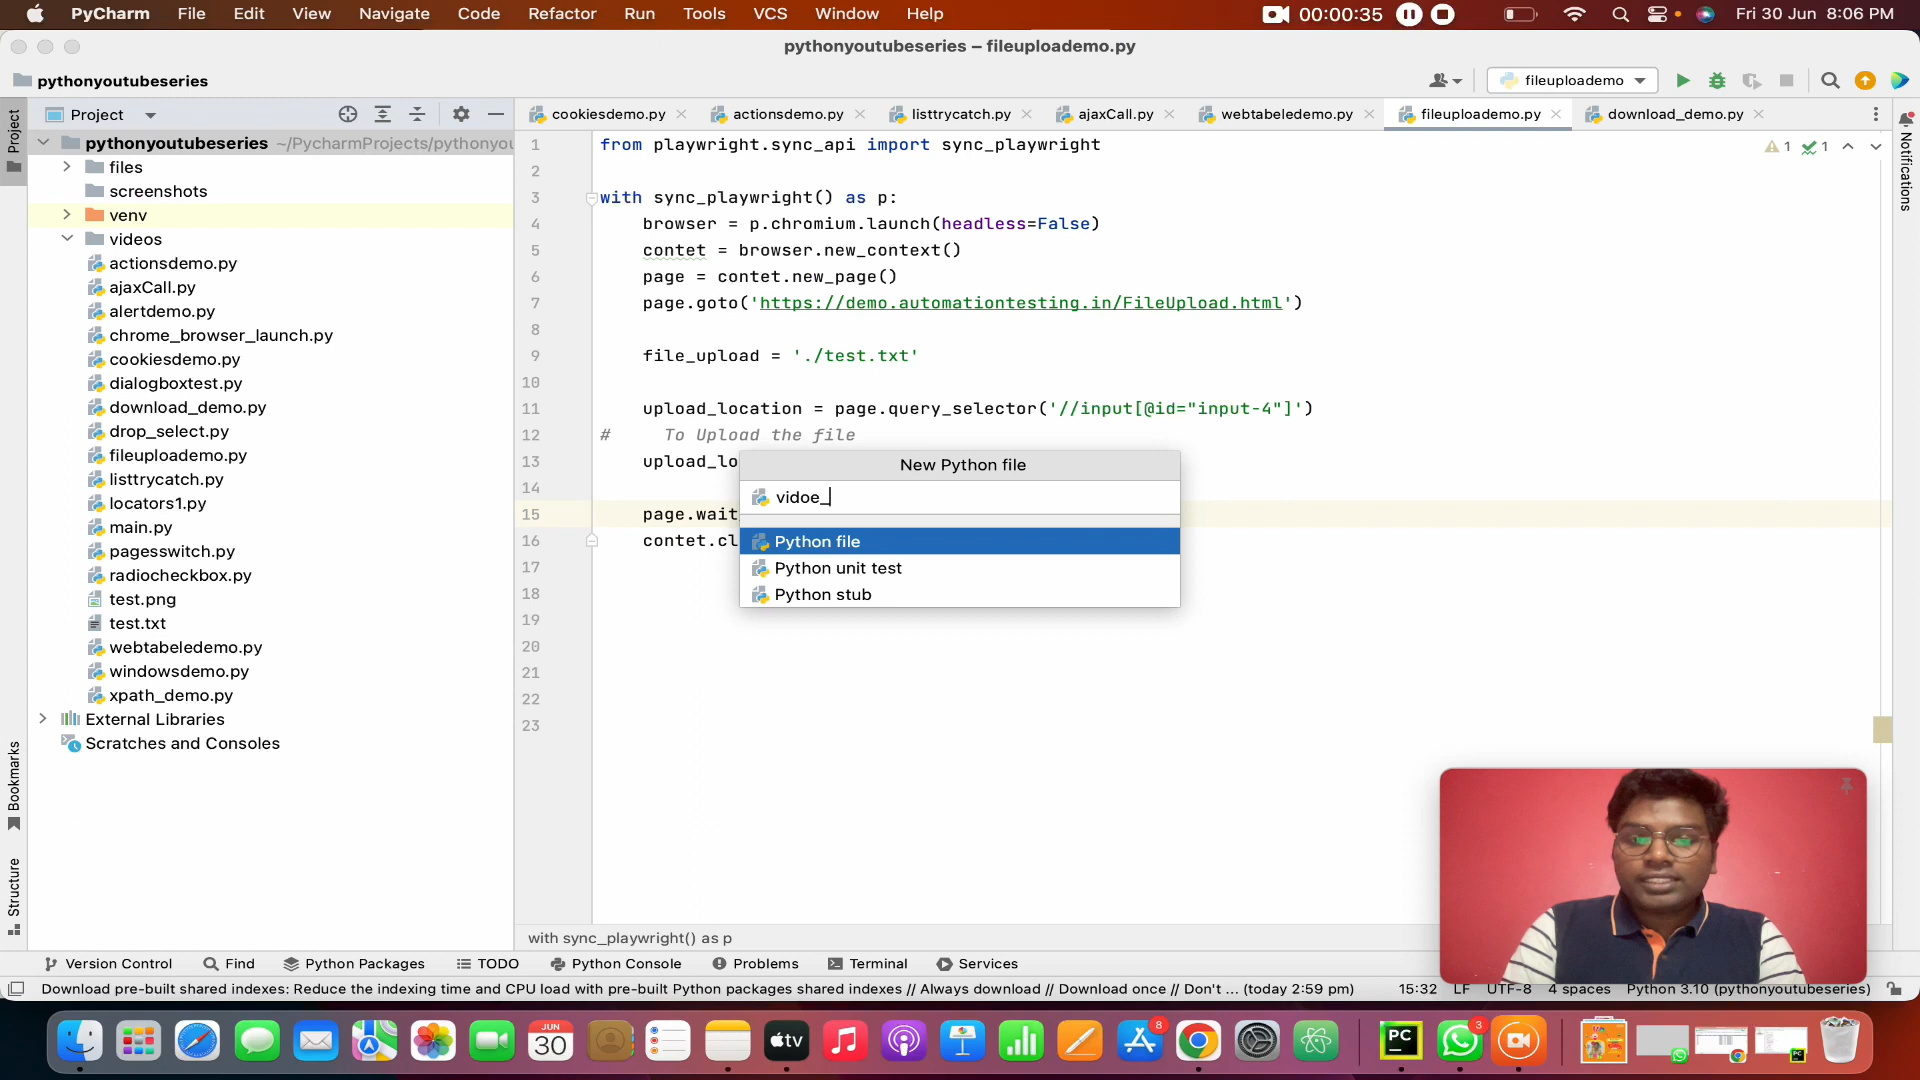 PyCharm File Edit View Navigate Code Refactor Run Tools VCS Window Help 00:00:35 Fri 30 Jun 8:06 PM
pythonyoutubeseries – fileuploademo.py
pythonyoutubeseries fileuploademo
Project
Project
cookiesdemo.py actionsdemo.py listtrycatch.py ajaxCall.py webtabeledemo.py fileuploademo.py download_demo.py
Notifications
pythonyoutubeseries ~/PycharmProjects/pythonyou
files
screenshots
venv
videos
actionsdemo.py
ajaxCall.py
alertdemo.py
chrome_browser_launch.py
cookiesdemo.py
dialogboxtest.py
download_demo.py
drop_select.py
fileuploademo.py
listtrycatch.py
locators1.py
main.py
pagesswitch.py
radiocheckbox.py
test.png
test.txt
webtabeledemo.py
windowsdemo.py
xpath_demo.py
External Libraries
Scratches and Consoles
Bookmarks
Structure
1 from playwright.sync_api import sync_playwright
1 1
2
3 with sync_playwright() as p:
4 browser = p.chromium.launch(headless=False)
5 contet = browser.new_context()
6 page = contet.new_page()
7 page.goto('https://demo.automationtesting.in/FileUpload.html')
8
9 file_upload = './test.txt'
10
11 upload_location = page.query_selector('//input[@id="input-4"]')
12 # To Upload the file
13 upload_lo
14
15 page.wait
16 contet.cl
17
18
19
20
21
22
23
New Python file
vidoe_
Python file
Python unit test
Python stub
with sync_playwright() as p
Version Control Find Python Packages TODO Python Console Problems Terminal Services
Download pre-built shared indexes: Reduce the indexing time and CPU load with pre-built Python packages shared indexes // Always download // Download once // Don't ... (today 2:59 pm) 15:32 LF UTF-8 4 spaces Python 3.10 (pythonyoutubeseries)
JUN
30
tv
8
PC
3